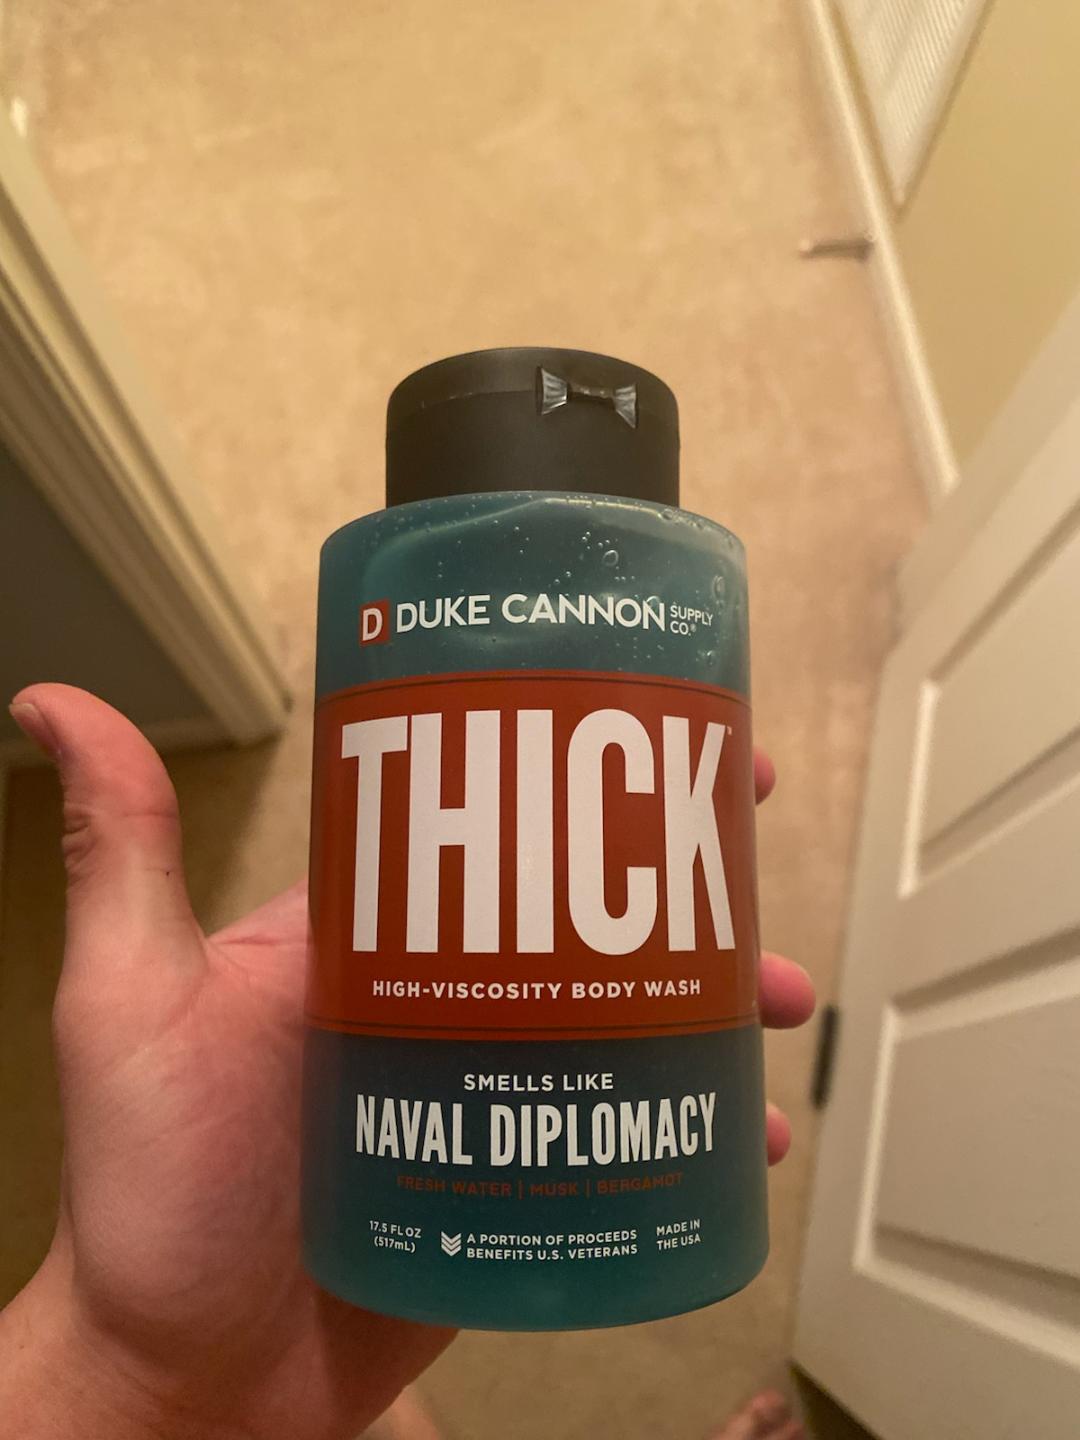 D DUKE CANNON SUPPLY CO.®
THICK™
HIGH-VISCOSITY BODY WASH
SMELLS LIKE
NAVAL DIPLOMACY
FRESH WATER | MUSK | BERGAMOT
17.5 FL OZ
(517mL)
A PORTION OF PROCEEDS
BENEFITS U.S. VETERANS
MADE IN
THE USA